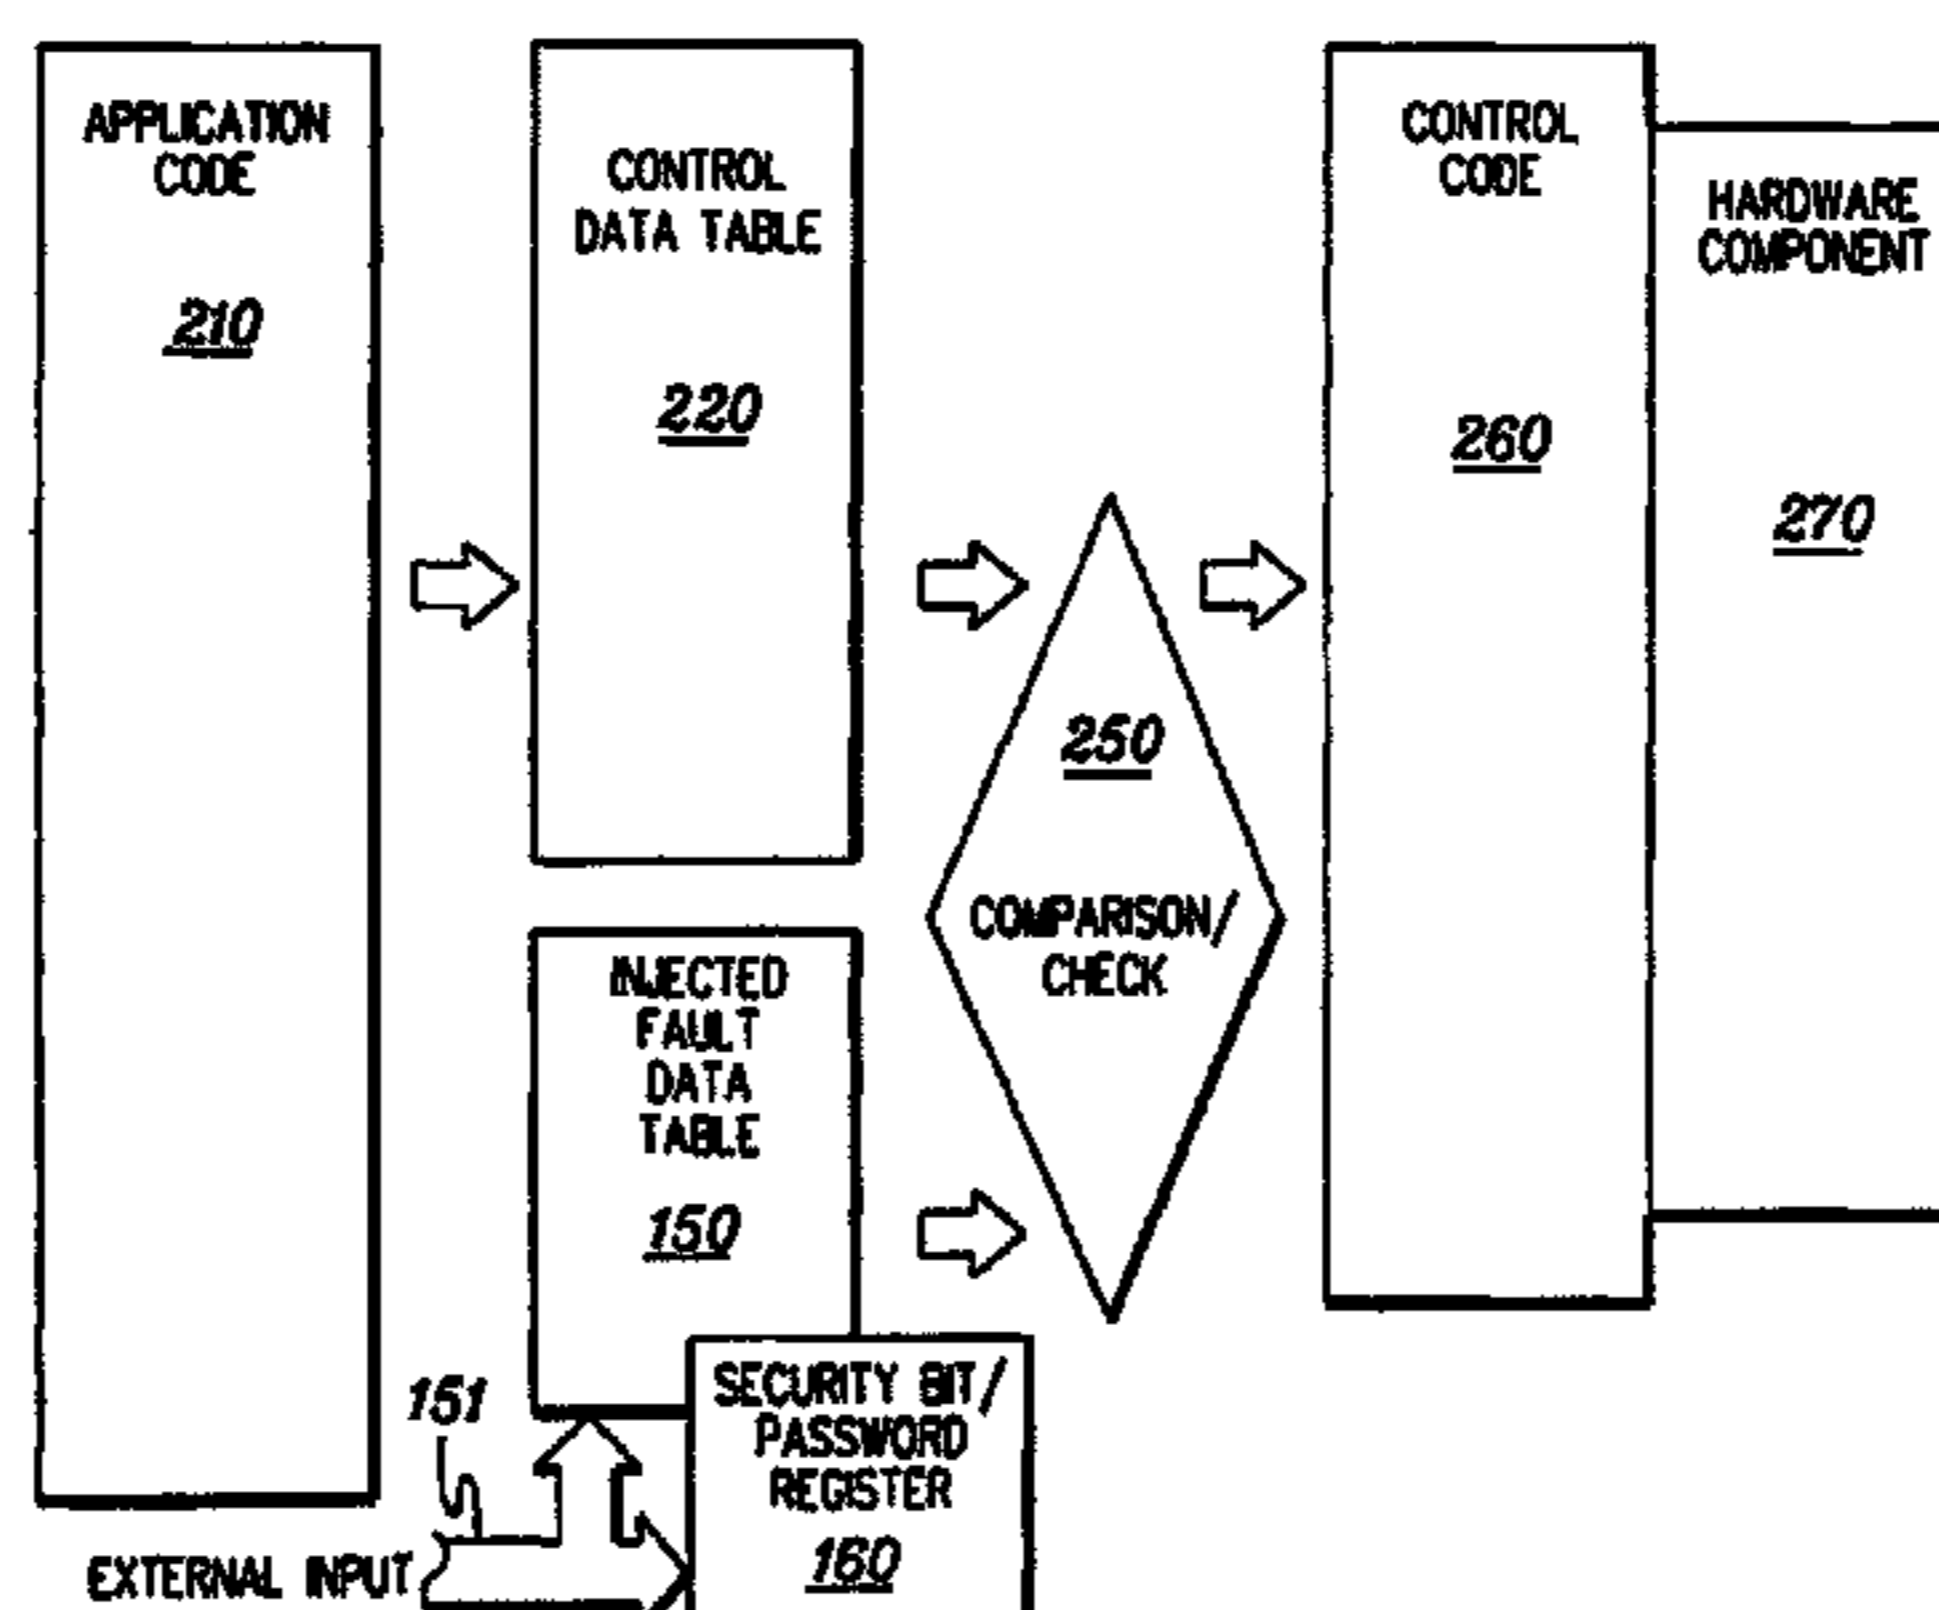 APPLICATION
CODE
210
CONTROL
DATA TABLE
220
CONTROL
CODE
260
HARDWARE
COMPONENT
270
250
COMPARISON/
CHECK
INJECTED
FAULT
DATA
TABLE
150
151
SECURITY BIT/
PASSWORD
REGISTER
160
EXTERNAL INPUT